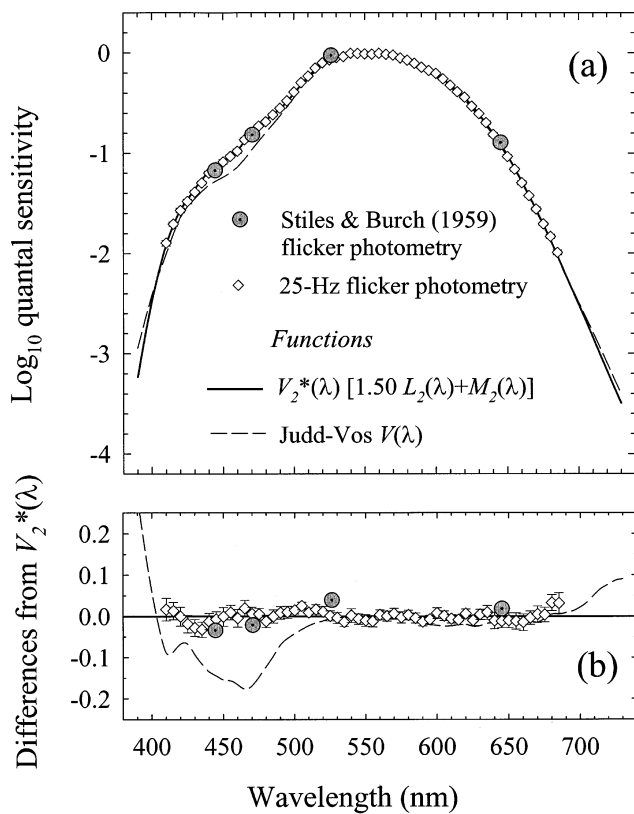 (a)
0
-1
-2
-3
-4
Log₁₀ quantal sensitivity
Stiles & Burch (1959)
flicker photometry
25-Hz flicker photometry
Functions
V₂*(λ) [1.50 L₂(λ)+M₂(λ)]
Judd-Vos V(λ)
(b)
0.2
0.1
0.0
-0.1
-0.2
Differences from V₂*(λ)
400 450 500 550 600 640 700
Wavelength (nm)